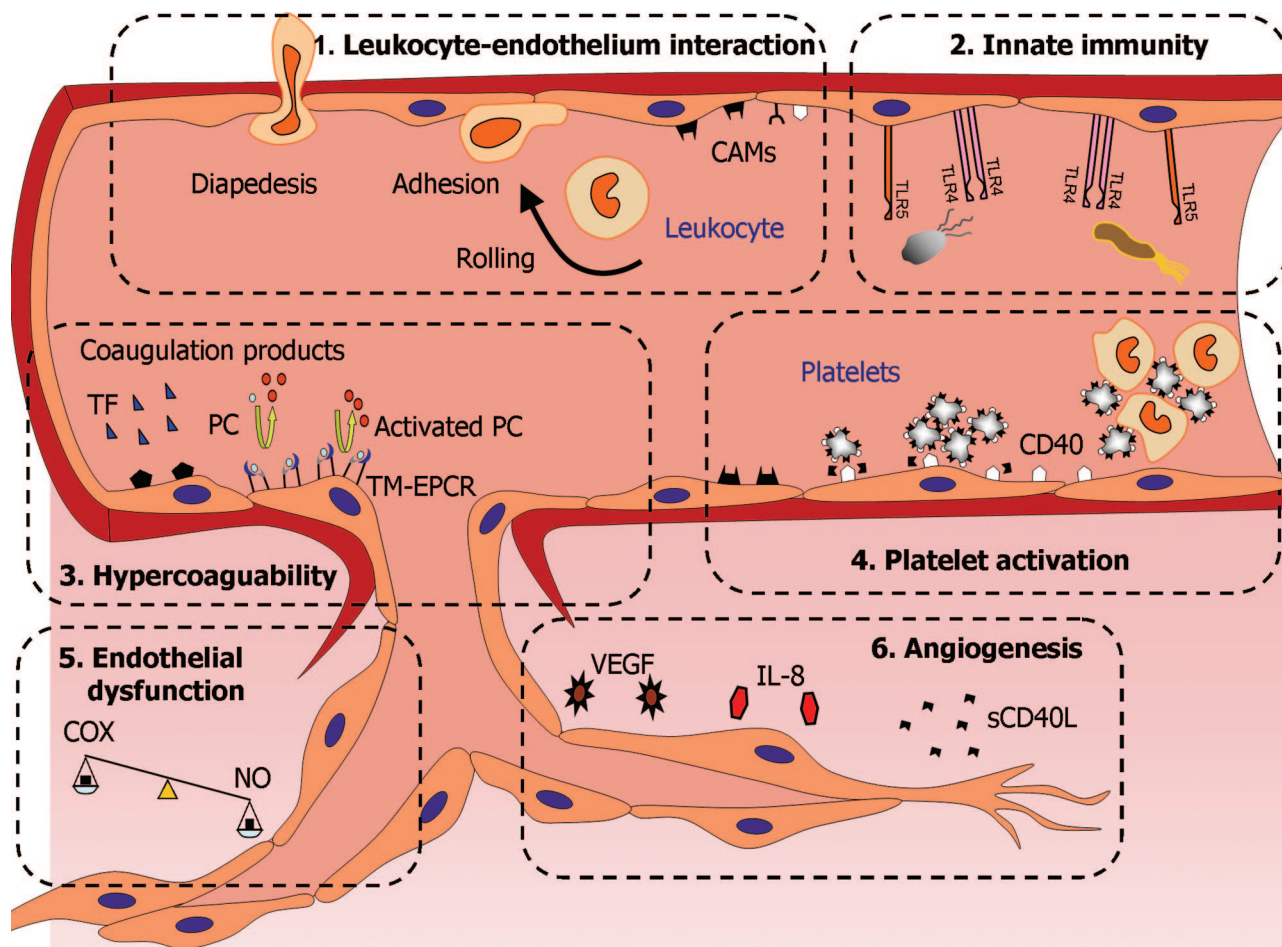 1. Leukocyte-endothelium interaction
Diapedesis
Adhesion
CAMs
Leukocyte
Rolling
2. Innate immunity
TLR5
TLR4
TLR4
TLR4
TLR4
TLR5
Coaugulation products
TF
PC
Activated PC
TM-EPCR
3. Hypercoaguability
Platelets
CD40
4. Platelet activation
5. Endothelial
dysfunction
COX
NO
6. Angiogenesis
VEGF
IL-8
sCD40L